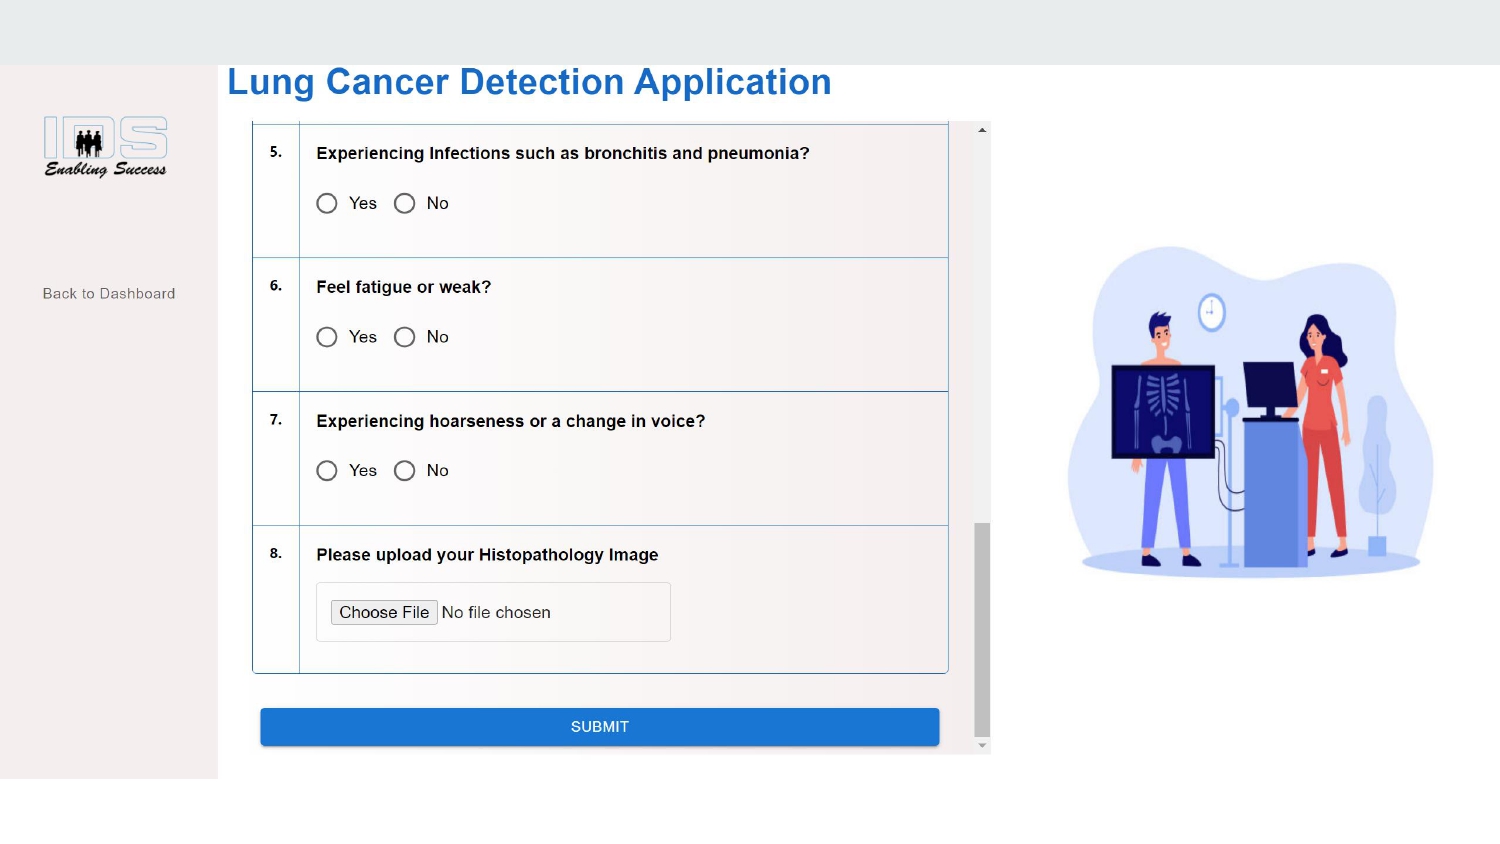 Lung Cancer Detection Application
IDS
Enabling Success
Back to Dashboard
5. Experiencing Infections such as bronchitis and pneumonia?
Yes No
6. Feel fatigue or weak?
Yes No
7. Experiencing hoarseness or a change in voice?
Yes No
8. Please upload your Histopathology Image
Choose File No file chosen
SUBMIT